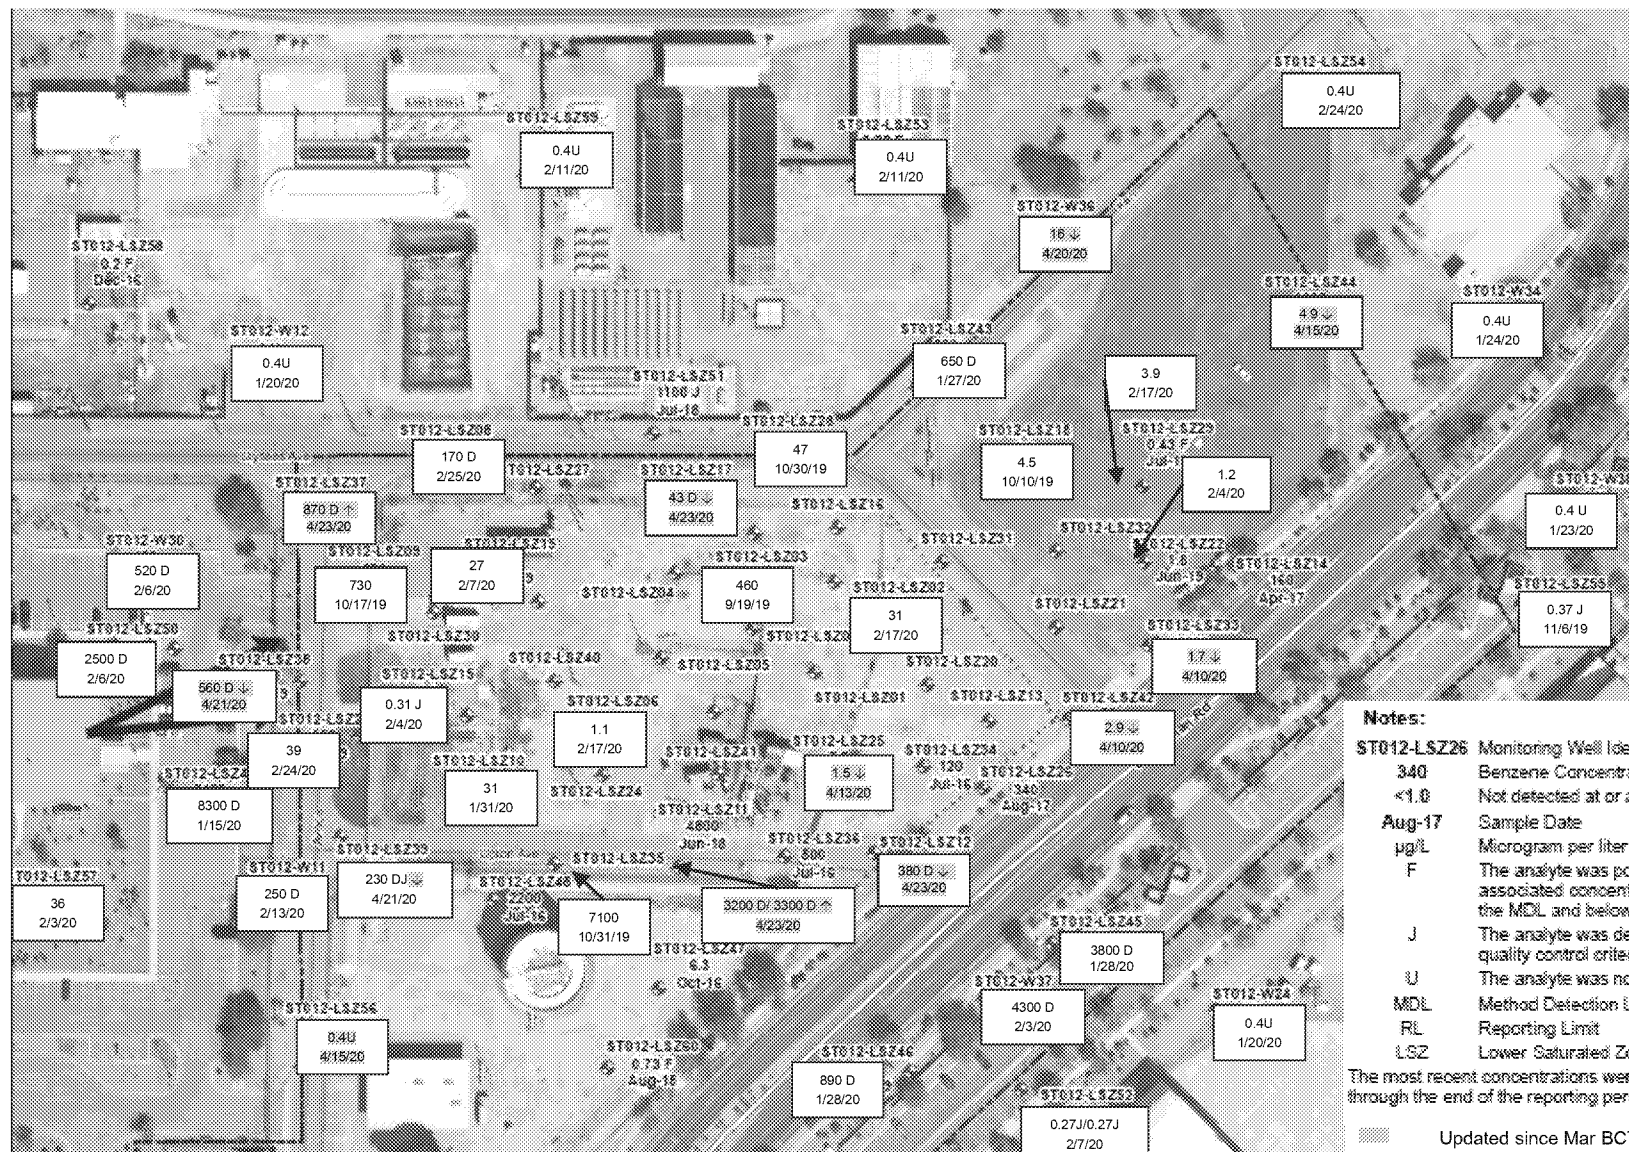 ST012-LSZ54
0.4U
2/24/20
ST012-LSZ59
0.4U
2/11/20
ST012-LSZ53
0.4U
2/11/20
ST012-W36
16 ↓
4/20/20
ST012-LSZ58
0.2 F
Dec-16
ST012-LSZ44
4.9 ↓
4/15/20
ST012-W34
0.4U
1/24/20
ST012-W12
0.4U
1/20/20
ST012-LSZ43
650 D
1/27/20
ST012-LSZ51
1100 J
Jul-18
3.9
2/17/20
ST012-LSZ29
0.43 F
ST012-LSZ08
170 D
2/25/20
ST012-LSZ28
47
10/30/19
ST012-LSZ18
4.5
10/10/19
1.2
2/4/20
ST012-LSZ27
ST012-LSZ17
43 D ↓
4/23/20
ST012-LSZ37
870 D ↑
4/23/20
ST012-LSZ16
0.4 U
1/23/20
ST012-LSZ32
ST012-LSZ31
ST012-LSZ22
1.6
Jun-19
ST012-LSZ14
160
Apr-17
ST012-W30
520 D
2/6/20
ST012-LSZ09
730
10/17/19
27
2/7/20
ST012-LSZ03
460
9/19/19
ST012-LSZ04
ST012-LSZ02
31
2/17/20
ST012-LSZ21
ST012-LSZ55
0.37 J
11/6/19
ST012-LSZ50
2500 D
2/6/20
ST012-LSZ30
ST012-LSZ33
1.7 ↓
4/10/20
ST012-LSZ38
560 D ↓
4/21/20
ST012-LSZ40
ST012-LSZ05
ST012-LSZ20
ST012-LSZ15
0.31 J
2/4/20
ST012-LSZ01
ST012-LSZ13
ST012-LSZ42
2.9 ↓
4/10/20
ST012-LSZ06
1.1
2/17/20
39
2/24/20
ST012-LSZ41
ST012-LSZ25
1.5 ↓
4/13/20
ST012-LSZ34
120
Jul-16
ST012-LSZ26
340
Aug-17
ST012-LSZ10
31
1/31/20
ST012-LSZ24
8300 D
1/15/20
ST012-LSZ11
4800
Jun-18
ST012-LSZ36
500
Jul-16
ST012-LSZ12
380 D ↓
4/23/20
ST012-LSZ39
230 DJ ↓
4/21/20
Upton Ave
ST012-LSZ35
ST012-W11
250 D
2/13/20
T012-LSZ57
36
2/3/20
ST012-LSZ48
2200
Jul-16
7100
10/31/19
3200 D/ 3300 D ↑
4/23/20
ST012-LSZ47
6.3
Oct-16
ST012-LSZ45
3800 D
1/28/20
ST012-W37
4300 D
2/3/20
ST012-W24
0.4U
1/20/20
ST012-LSZ56
0.4U
4/15/20
ST012-LSZ60
0.73 F
ST012-LSZ46
890 D
1/28/20
ST012-LSZ52
0.27J/0.27J
2/7/20
Notes:
ST012-LSZ26 Monitoring Well Ide
340 Benzene Concentra
<1.0 Not detected at or a
Aug-17 Sample Date
µg/L Microgram per liter
F The analyte was po
associated concent
the MDL and below
J The analyte was de
quality control criter
U The analyte was no
MDL Method Detection L
RL Reporting Limit
LSZ Lower Saturated Zo
The most recent concentrations wer
through the end of the reporting per
Updated since Mar BC